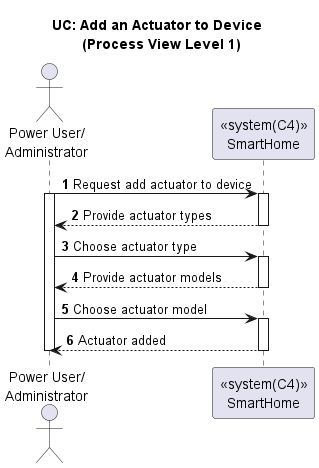 UC: Add an Actuator to Device
(Process View Level 1)
Power User/
Administrator
«system(C4)»
SmartHome
1 Request add actuator to device
2 Provide actuator types
3 Choose actuator type
4 Provide actuator models
5 Choose actuator model
6 Actuator added
Power User/
Administrator
«system(C4)»
SmartHome